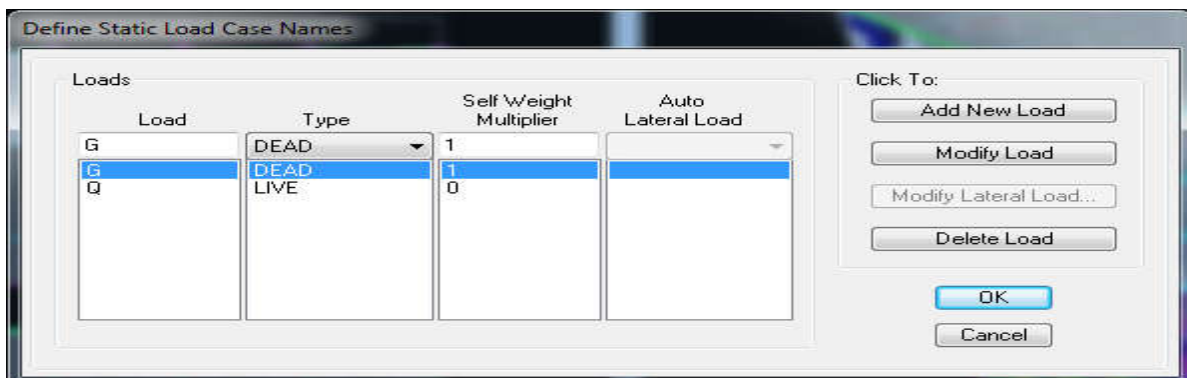 Define Static Load Case Names
Loads
Click To:
Load Type Self Weight Multiplier Auto Lateral Load
G DEAD 1
G DEAD 1
Q LIVE 0
Add New Load
Modify Load
Modify Lateral Load...
Delete Load
OK
Cancel